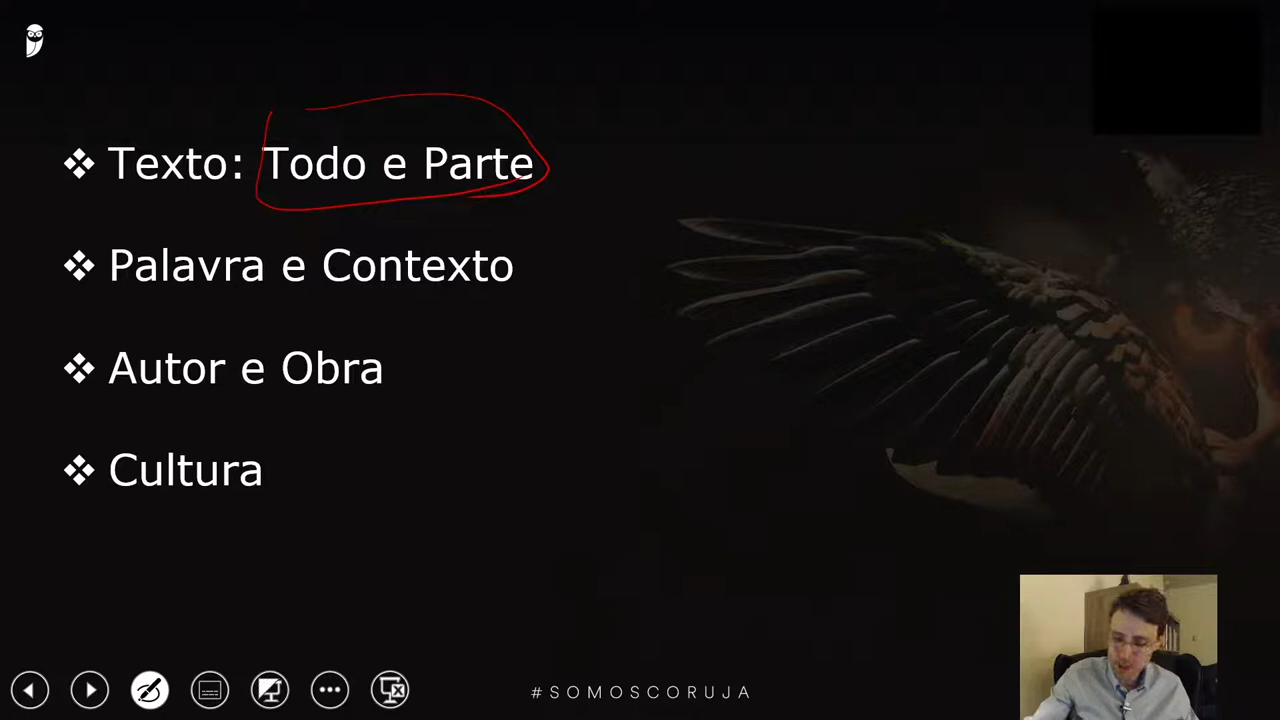 Texto: Todo e Parte
Palavra e Contexto
Autor e Obra
Cultura
#SOMOSCORUJA